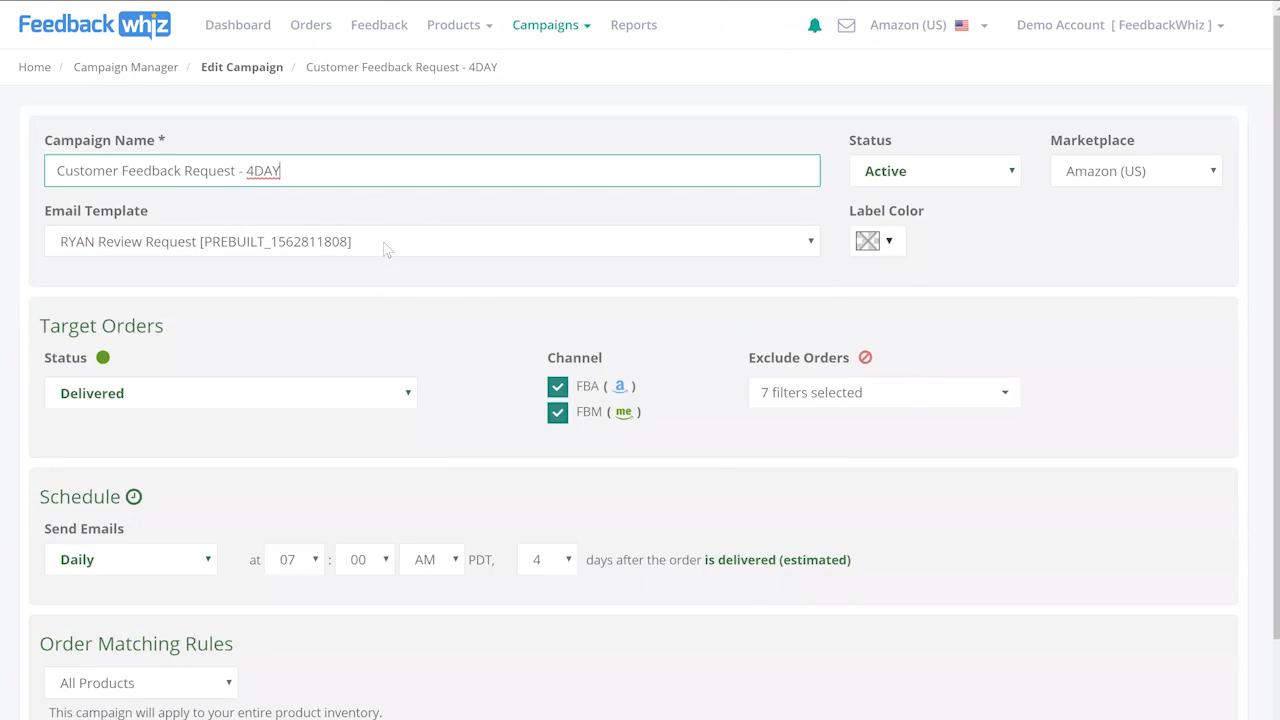 Feedback whiz Dashboard Orders Feedback Products Campaigns Reports Amazon (US) Demo Account [ FeedbackWhiz ]
Home / Campaign Manager / Edit Campaign / Customer Feedback Request - 4DAY
Campaign Name * Status Marketplace
Customer Feedback Request - 4DAY Active Amazon (US)
Email Template Label Color
RYAN Review Request [PREBUILT_1562811808]
Target Orders
Status Channel Exclude Orders
Delivered FBA ( a ) 7 filters selected
FBM ( me )
Schedule
Send Emails
Daily at 07 : 00 AM PDT, 4 days after the order is delivered (estimated)
Order Matching Rules
All Products
This campaign will apply to your entire product inventory.